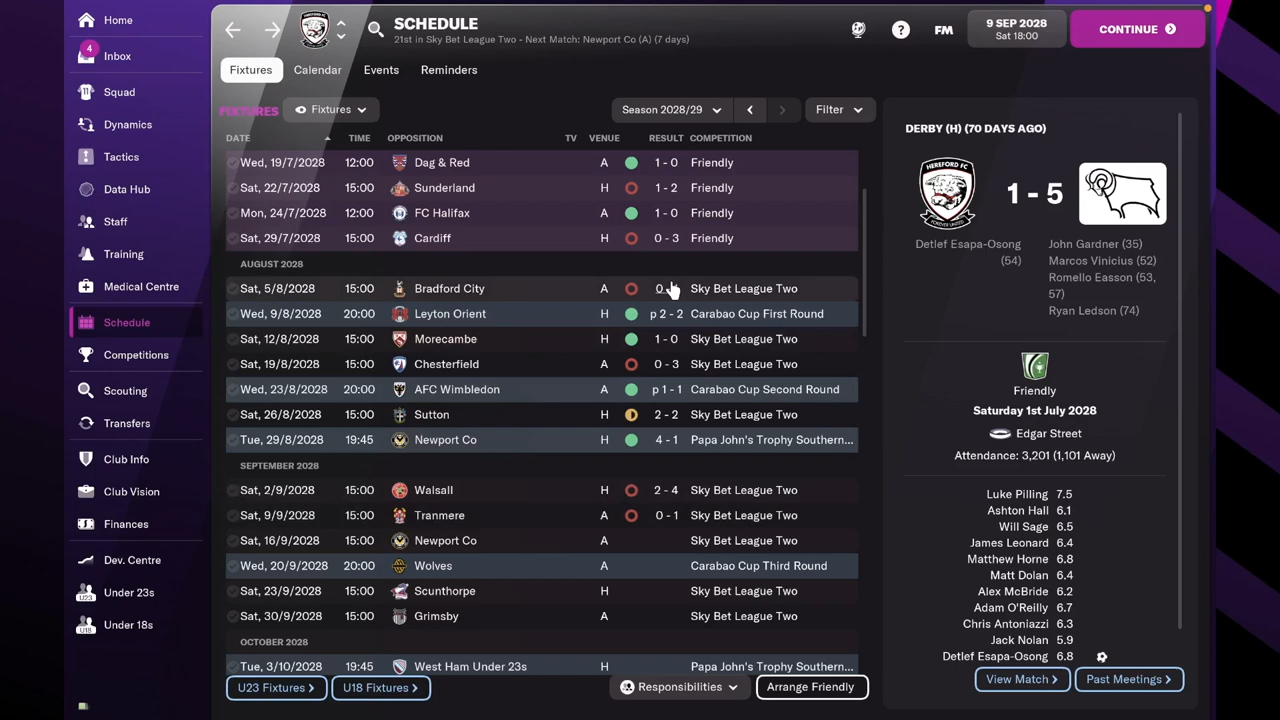 Home
4
Inbox
Squad
Dynamics
Tactics
Data Hub
Staff
Training
Medical Centre
Schedule
Competitions
Scouting
Transfers
Club Info
Club Vision
Finances
Dev. Centre
U23
Under 23s
U18
Under 18s
SCHEDULE
21st in Sky Bet League Two - Next Match: Newport Co (A) (7 days)
?
FM
9 SEP 2028
Sat 18:00
CONTINUE
Fixtures
Calendar
Events
Reminders
FIXTURES
Fixtures
Season 2028/29
Filter
DATE TIME OPPOSITION TV VENUE RESULT COMPETITION
Wed, 19/7/2028 12:00 Dag & Red A 1 - 0 Friendly
Sat, 22/7/2028 15:00 Sunderland H 1 - 2 Friendly
Mon, 24/7/2028 12:00 FC Halifax A 1 - 0 Friendly
Sat, 29/7/2028 15:00 Cardiff H 0 - 3 Friendly
AUGUST 2028
Sat, 5/8/2028 15:00 Bradford City A 0 Sky Bet League Two
Wed, 9/8/2028 20:00 Leyton Orient H p 2 - 2 Carabao Cup First Round
Sat, 12/8/2028 15:00 Morecambe H 1 - 0 Sky Bet League Two
Sat, 19/8/2028 15:00 Chesterfield A 0 - 3 Sky Bet League Two
Wed, 23/8/2028 20:00 AFC Wimbledon A p 1 - 1 Carabao Cup Second Round
Sat, 26/8/2028 15:00 Sutton H 2 - 2 Sky Bet League Two
Tue, 29/8/2028 19:45 Newport Co H 4 - 1 Papa John's Trophy Southern...
SEPTEMBER 2028
Sat, 2/9/2028 15:00 Walsall H 2 - 4 Sky Bet League Two
Sat, 9/9/2028 15:00 Tranmere A 0 - 1 Sky Bet League Two
Sat, 16/9/2028 15:00 Newport Co A Sky Bet League Two
Wed, 20/9/2028 20:00 Wolves A Carabao Cup Third Round
Sat, 23/9/2028 15:00 Scunthorpe H Sky Bet League Two
Sat, 30/9/2028 15:00 Grimsby A Sky Bet League Two
OCTOBER 2028
Tue, 3/10/2028 19:45 West Ham Under 23s H Papa John's Trophy Southern...
U23 Fixtures
U18 Fixtures
Responsibilities
Arrange Friendly
DERBY (H) (70 DAYS AGO)
HEREFORD FC
FOREVER UNITED
1 - 5
Detlef Esapa-Osong
(54)
John Gardner (35)
Marcos Vinicius (52)
Romello Easson (53,
57)
Ryan Ledson (74)
Friendly
Saturday 1st July 2028
Edgar Street
Attendance: 3,201 (1,101 Away)
Luke Pilling 7.5
Ashton Hall 6.1
Will Sage 6.5
James Leonard 6.4
Matthew Horne 6.8
Matt Dolan 6.4
Alex McBride 6.2
Adam O'Reilly 6.7
Chris Antoniazzi 6.3
Jack Nolan 5.9
Detlef Esapa-Osong 6.8
View Match
Past Meetings